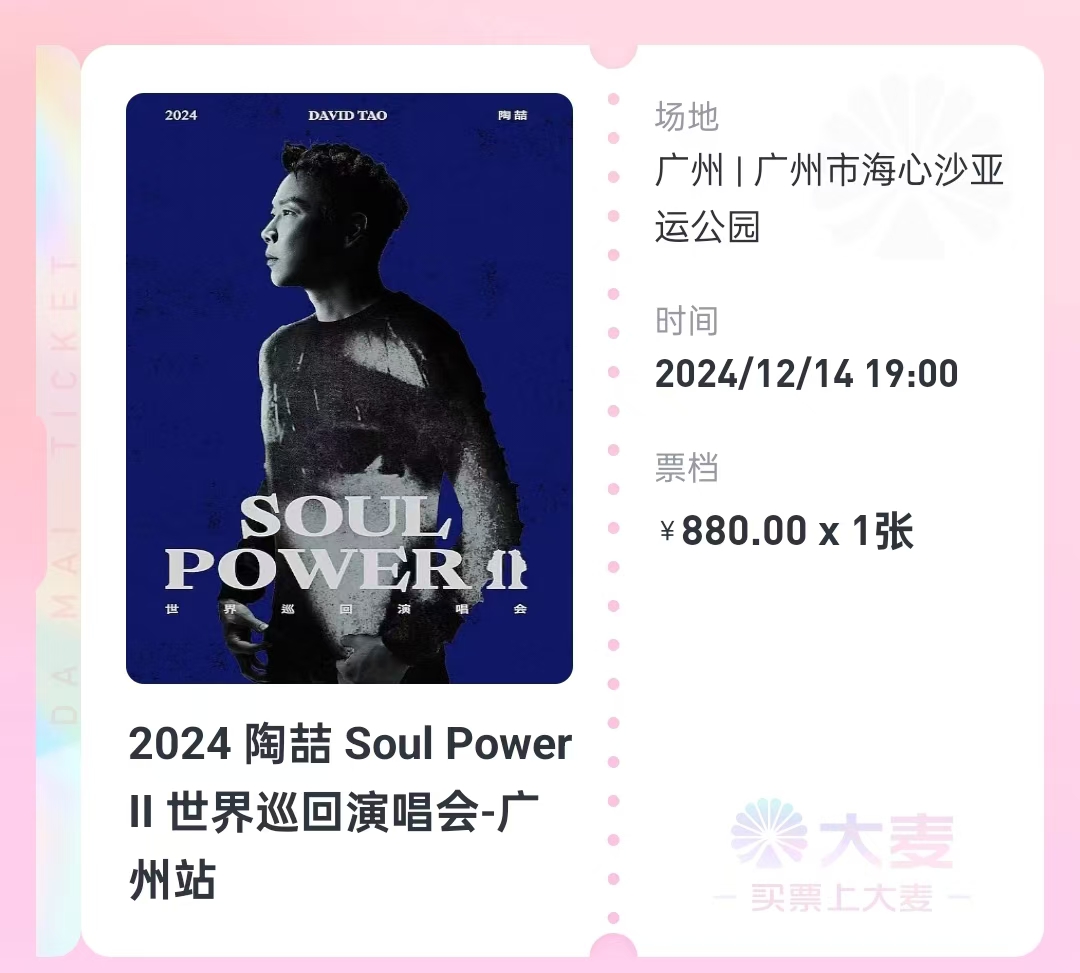 DA MAI TICKET
2024 DAVID TAO 陶喆
SOUL
POWER II
世界巡回演唱会
2024 陶喆 Soul Power
II 世界巡回演唱会-广
州站
场地
广州 | 广州市海心沙亚
运公园
时间
2024/12/14 19:00
票档
￥880.00 x 1张
大麦
买票上大麦